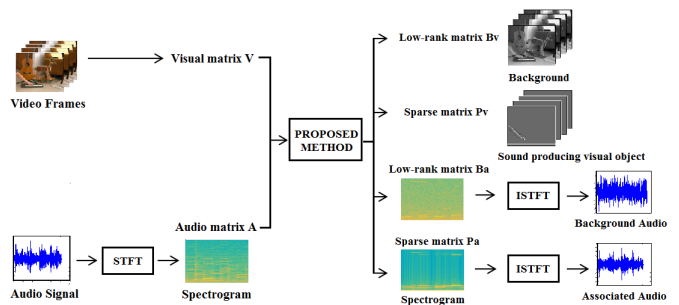 Video Frames
Visual matrix V
Audio Signal
STFT
Audio matrix A
Spectrogram
PROPOSED
METHOD
Low-rank matrix Bv
Background
Sparse matrix Pv
Sound producing visual object
Low-rank matrix Ba
ISTFT
Background Audio
Sparse matrix Pa
Spectrogram
ISTFT
Associated Audio